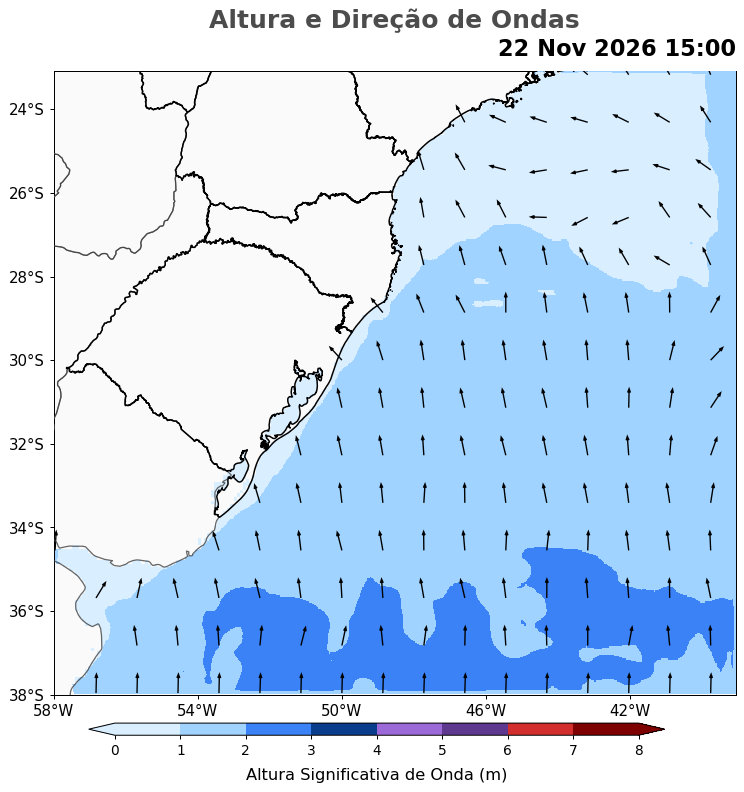 Altura e Direção de Ondas
22 Nov 2026 15:00
24°S
26°S
28°S
30°S
32°S
34°S
36°S
38°S
58°W 54°W 50°W 46°W 42°W
0 1 2 3 4 5 6 7 8
Altura Significativa de Onda (m)